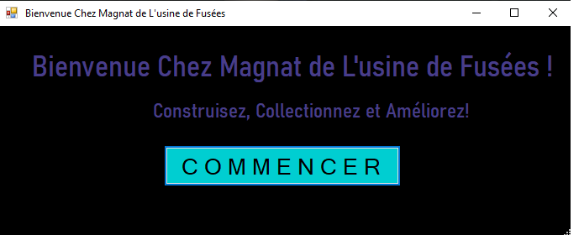 Bienvenue Chez Magnat de L'usine de Fusées
Bienvenue Chez Magnat de L'usine de Fusées !
Construisez, Collectionnez et Améliorez!
COMMENCER